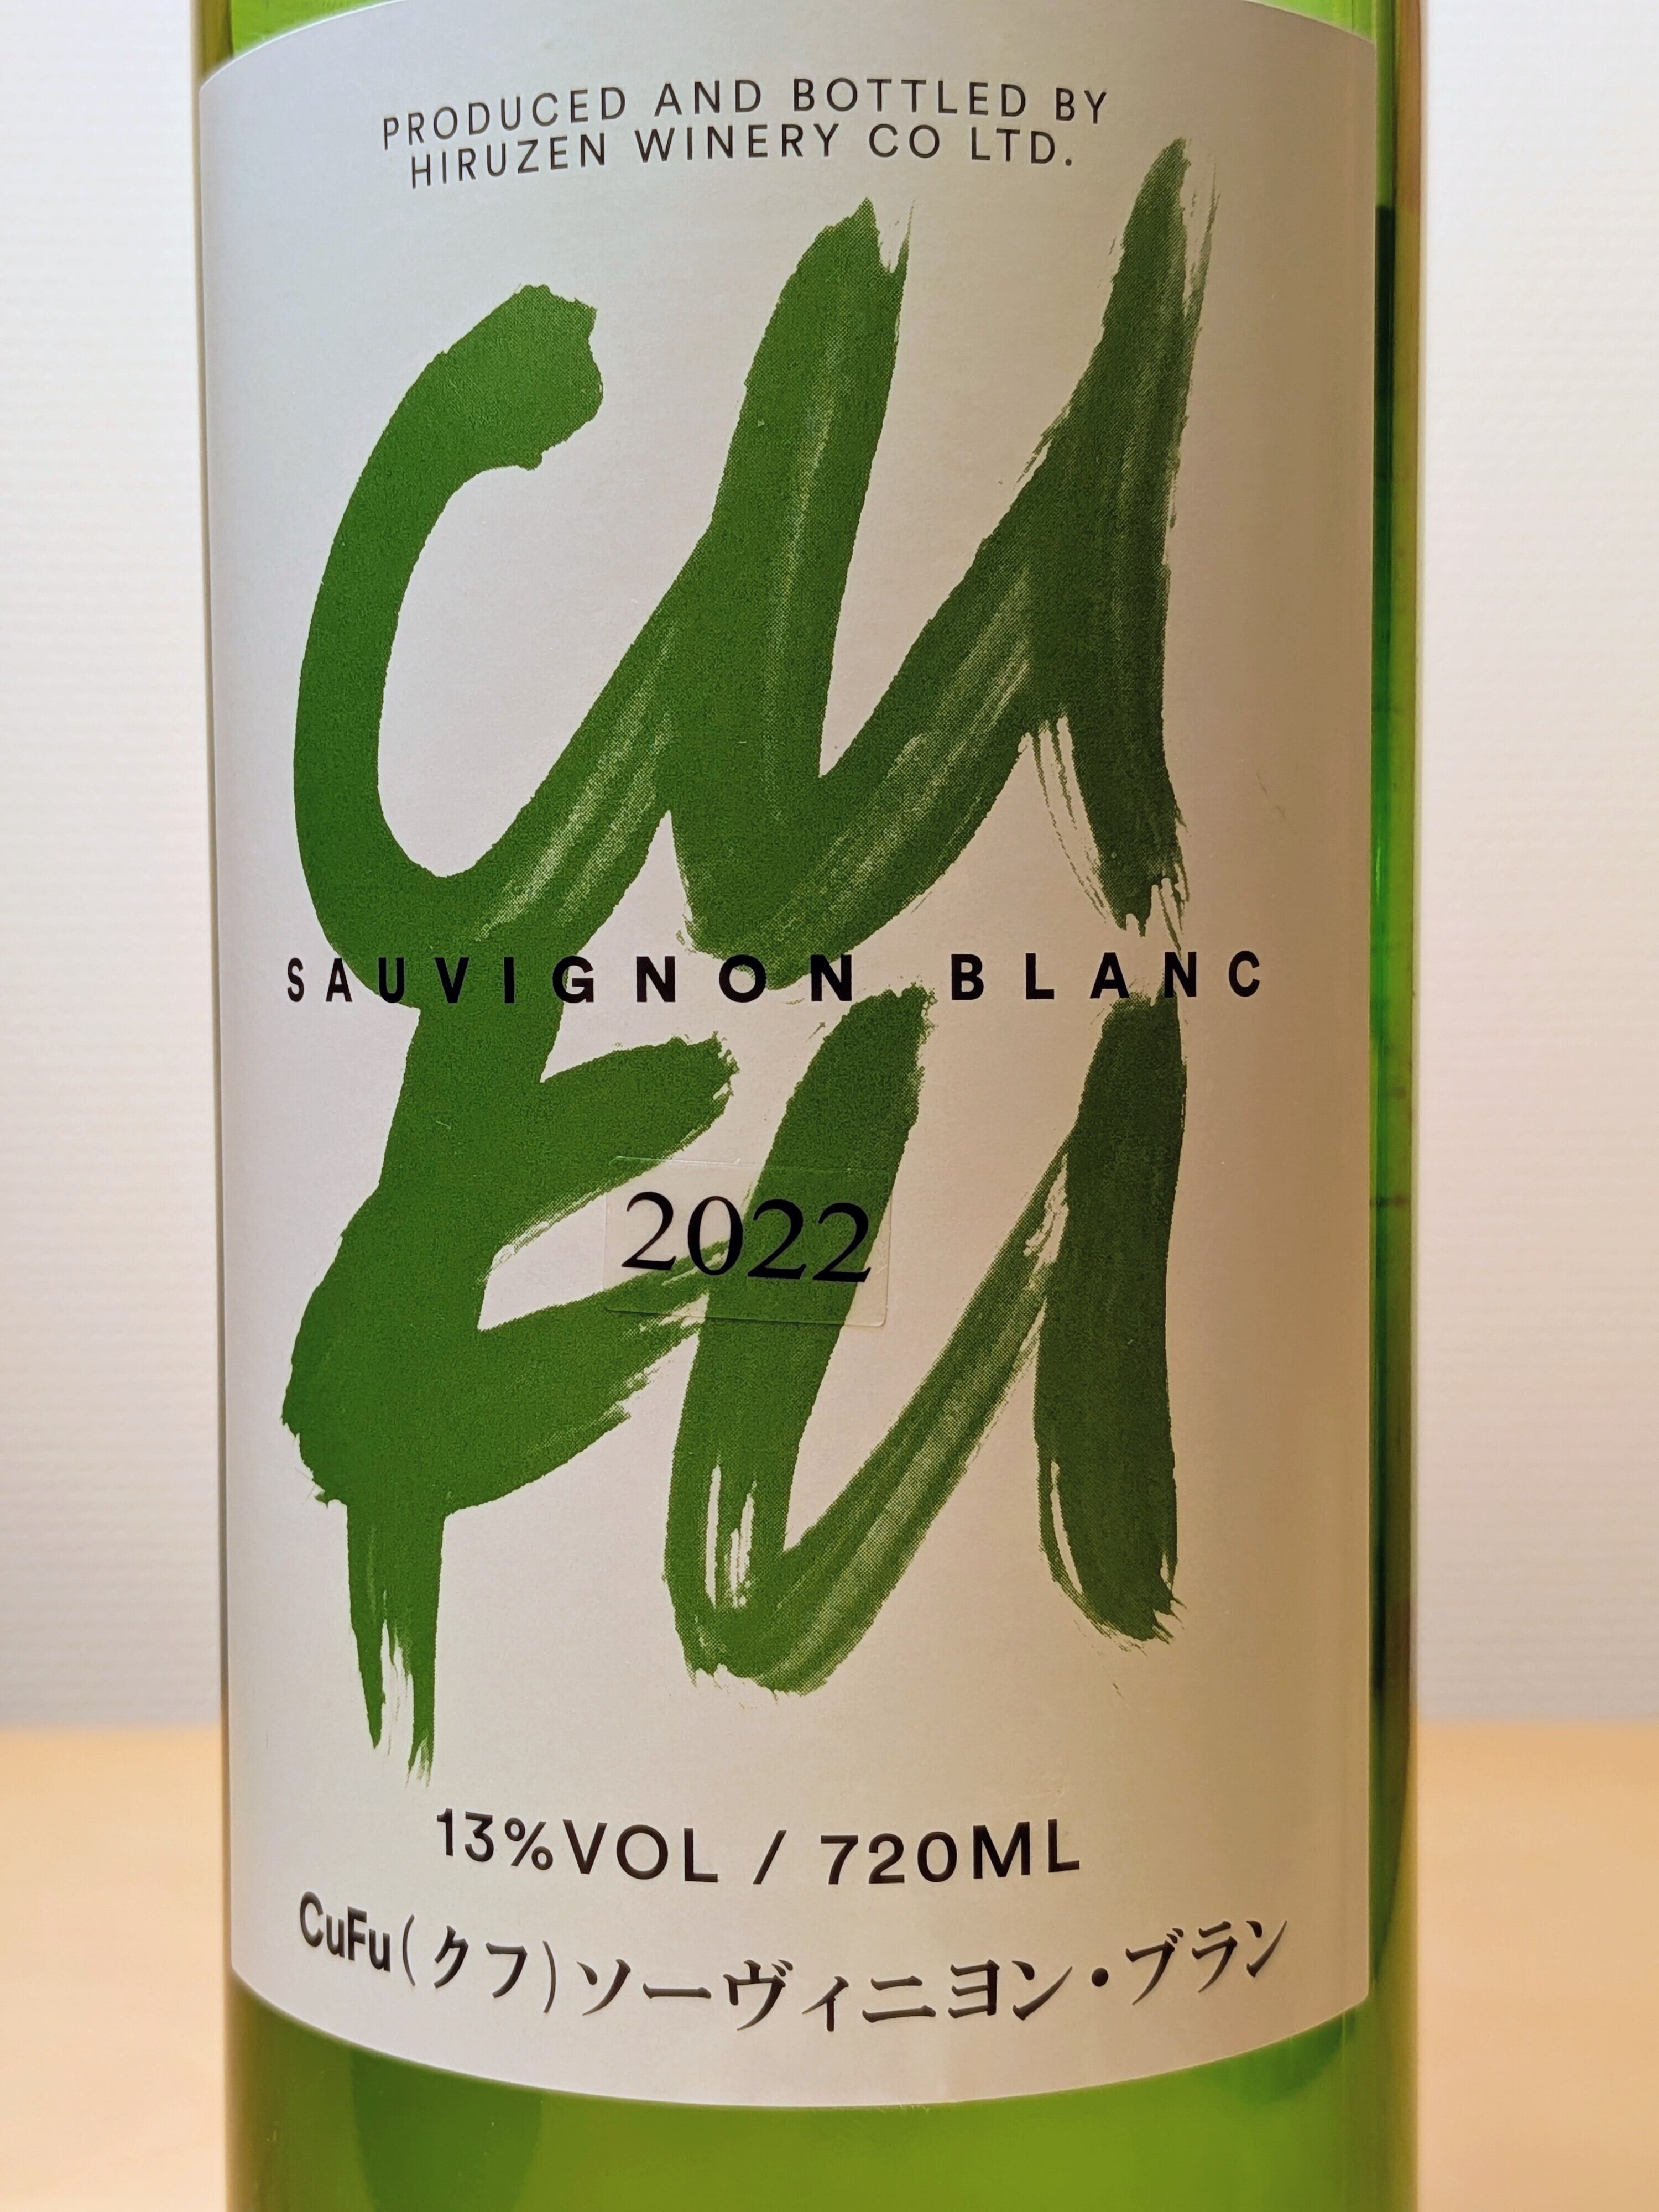 PRODUCED AND BOTTLED BY
HIRUZEN WINERY CO LTD.
Cu
SAUVIGNON BLANC
Fu
2022
13%VOL / 720ML
CuFu(クフ)ソーヴィニヨン・ブラン